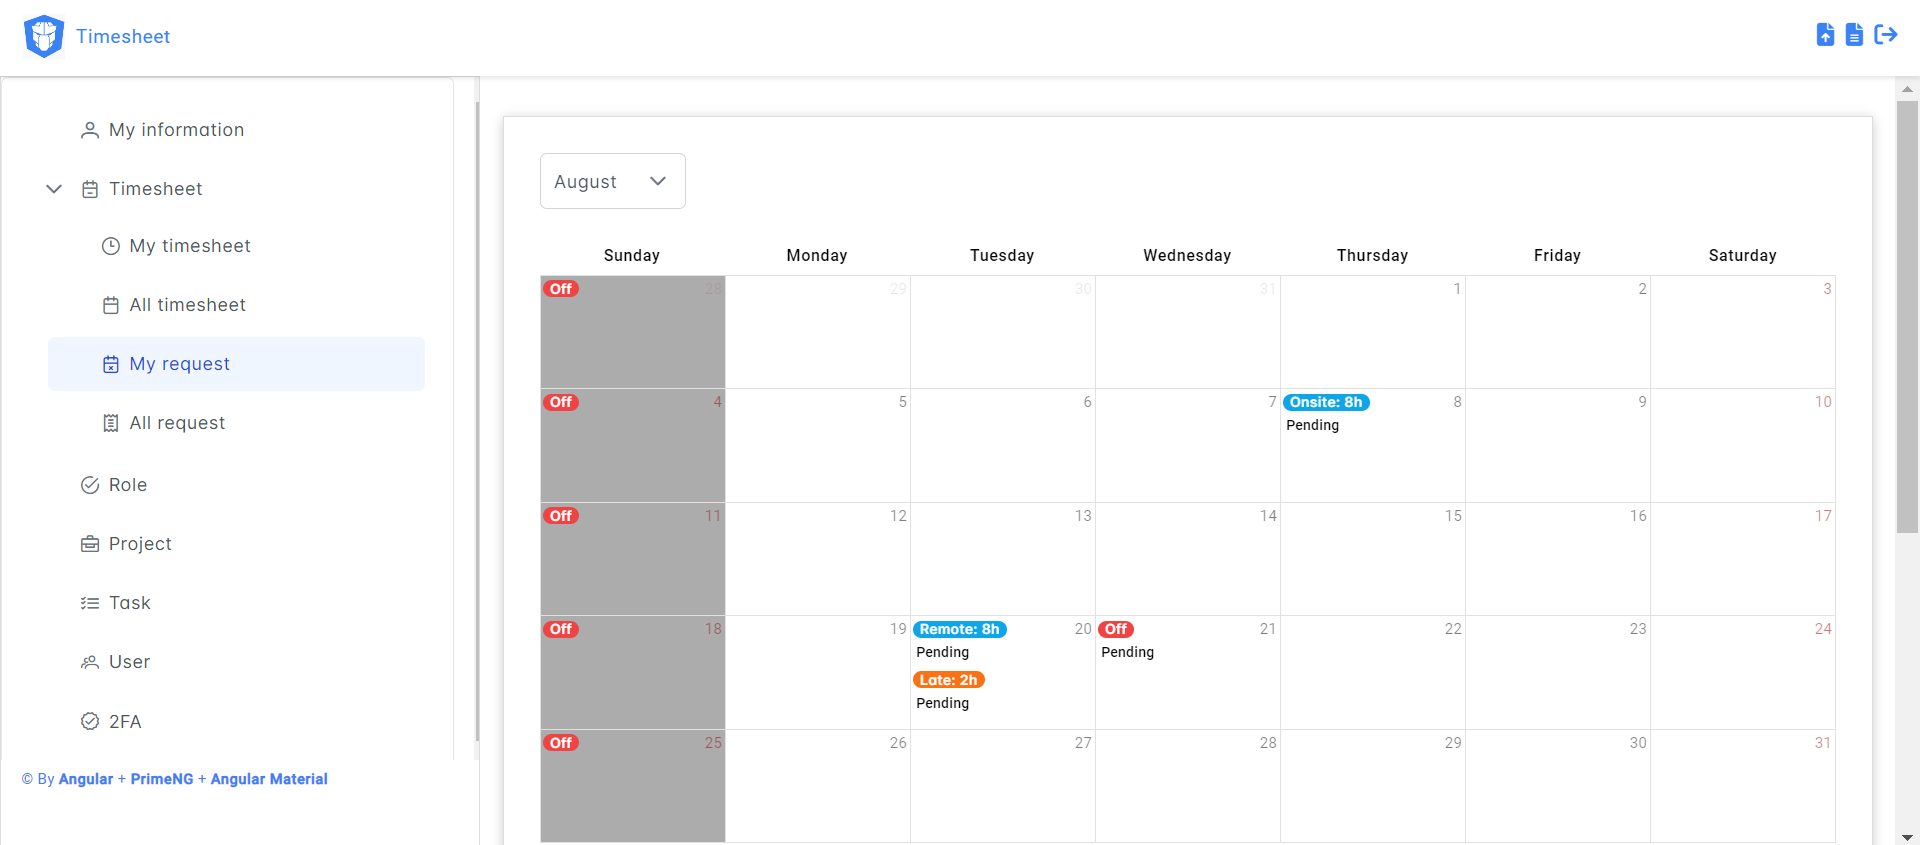 Timesheet
My information
Timesheet
My timesheet
All timesheet
My request
All request
Role
Project
Task
User
2FA
© By Angular + PrimeNG + Angular Material
August
Sunday Monday Tuesday Wednesday Thursday Friday Saturday
Off 28 29 30 31 1 2 3
Off 4 5 6 7 Onsite: 8h 8 9 10
Pending
Off 11 12 13 14 15 16 17
Off 18 19 Remote: 8h 20 Off 21 22 23 24
Pending Pending
Late: 2h
Pending
Off 25 26 27 28 29 30 31